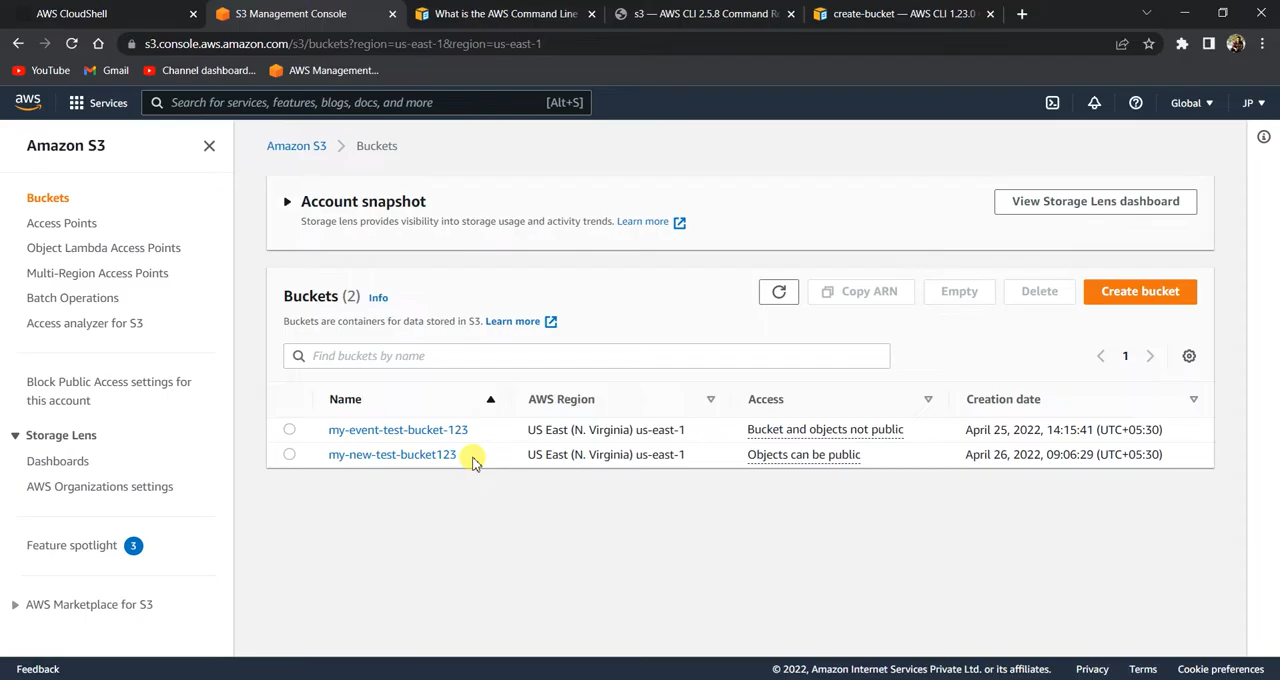 AWS CloudShell
S3 Management Console
What is the AWS Command Line
s3 — AWS CLI 2.5.8 Command R
create-bucket — AWS CLI 1.23.0
s3.console.aws.amazon.com/s3/buckets?region=us-east-1&region=us-east-1
YouTube
Gmail
Channel dashboard...
AWS Management...
aws
Services
Search for services, features, blogs, docs, and more
[Alt+S]
Global
JP
Amazon S3
Buckets
Access Points
Object Lambda Access Points
Multi-Region Access Points
Batch Operations
Access analyzer for S3
Block Public Access settings for
this account
Storage Lens
Dashboards
AWS Organizations settings
Feature spotlight 3
AWS Marketplace for S3
Amazon S3 Buckets
Account snapshot
Storage lens provides visibility into storage usage and activity trends. Learn more
View Storage Lens dashboard
Buckets (2) Info
Buckets are containers for data stored in S3. Learn more
Copy ARN
Empty
Delete
Create bucket
Find buckets by name
1
Name AWS Region Access Creation date
my-event-test-bucket-123 US East (N. Virginia) us-east-1 Bucket and objects not public April 25, 2022, 14:15:41 (UTC+05:30)
my-new-test-bucket123 US East (N. Virginia) us-east-1 Objects can be public April 26, 2022, 09:06:29 (UTC+05:30)
Feedback
© 2022, Amazon Internet Services Private Ltd. or its affiliates.
Privacy
Terms
Cookie preferences